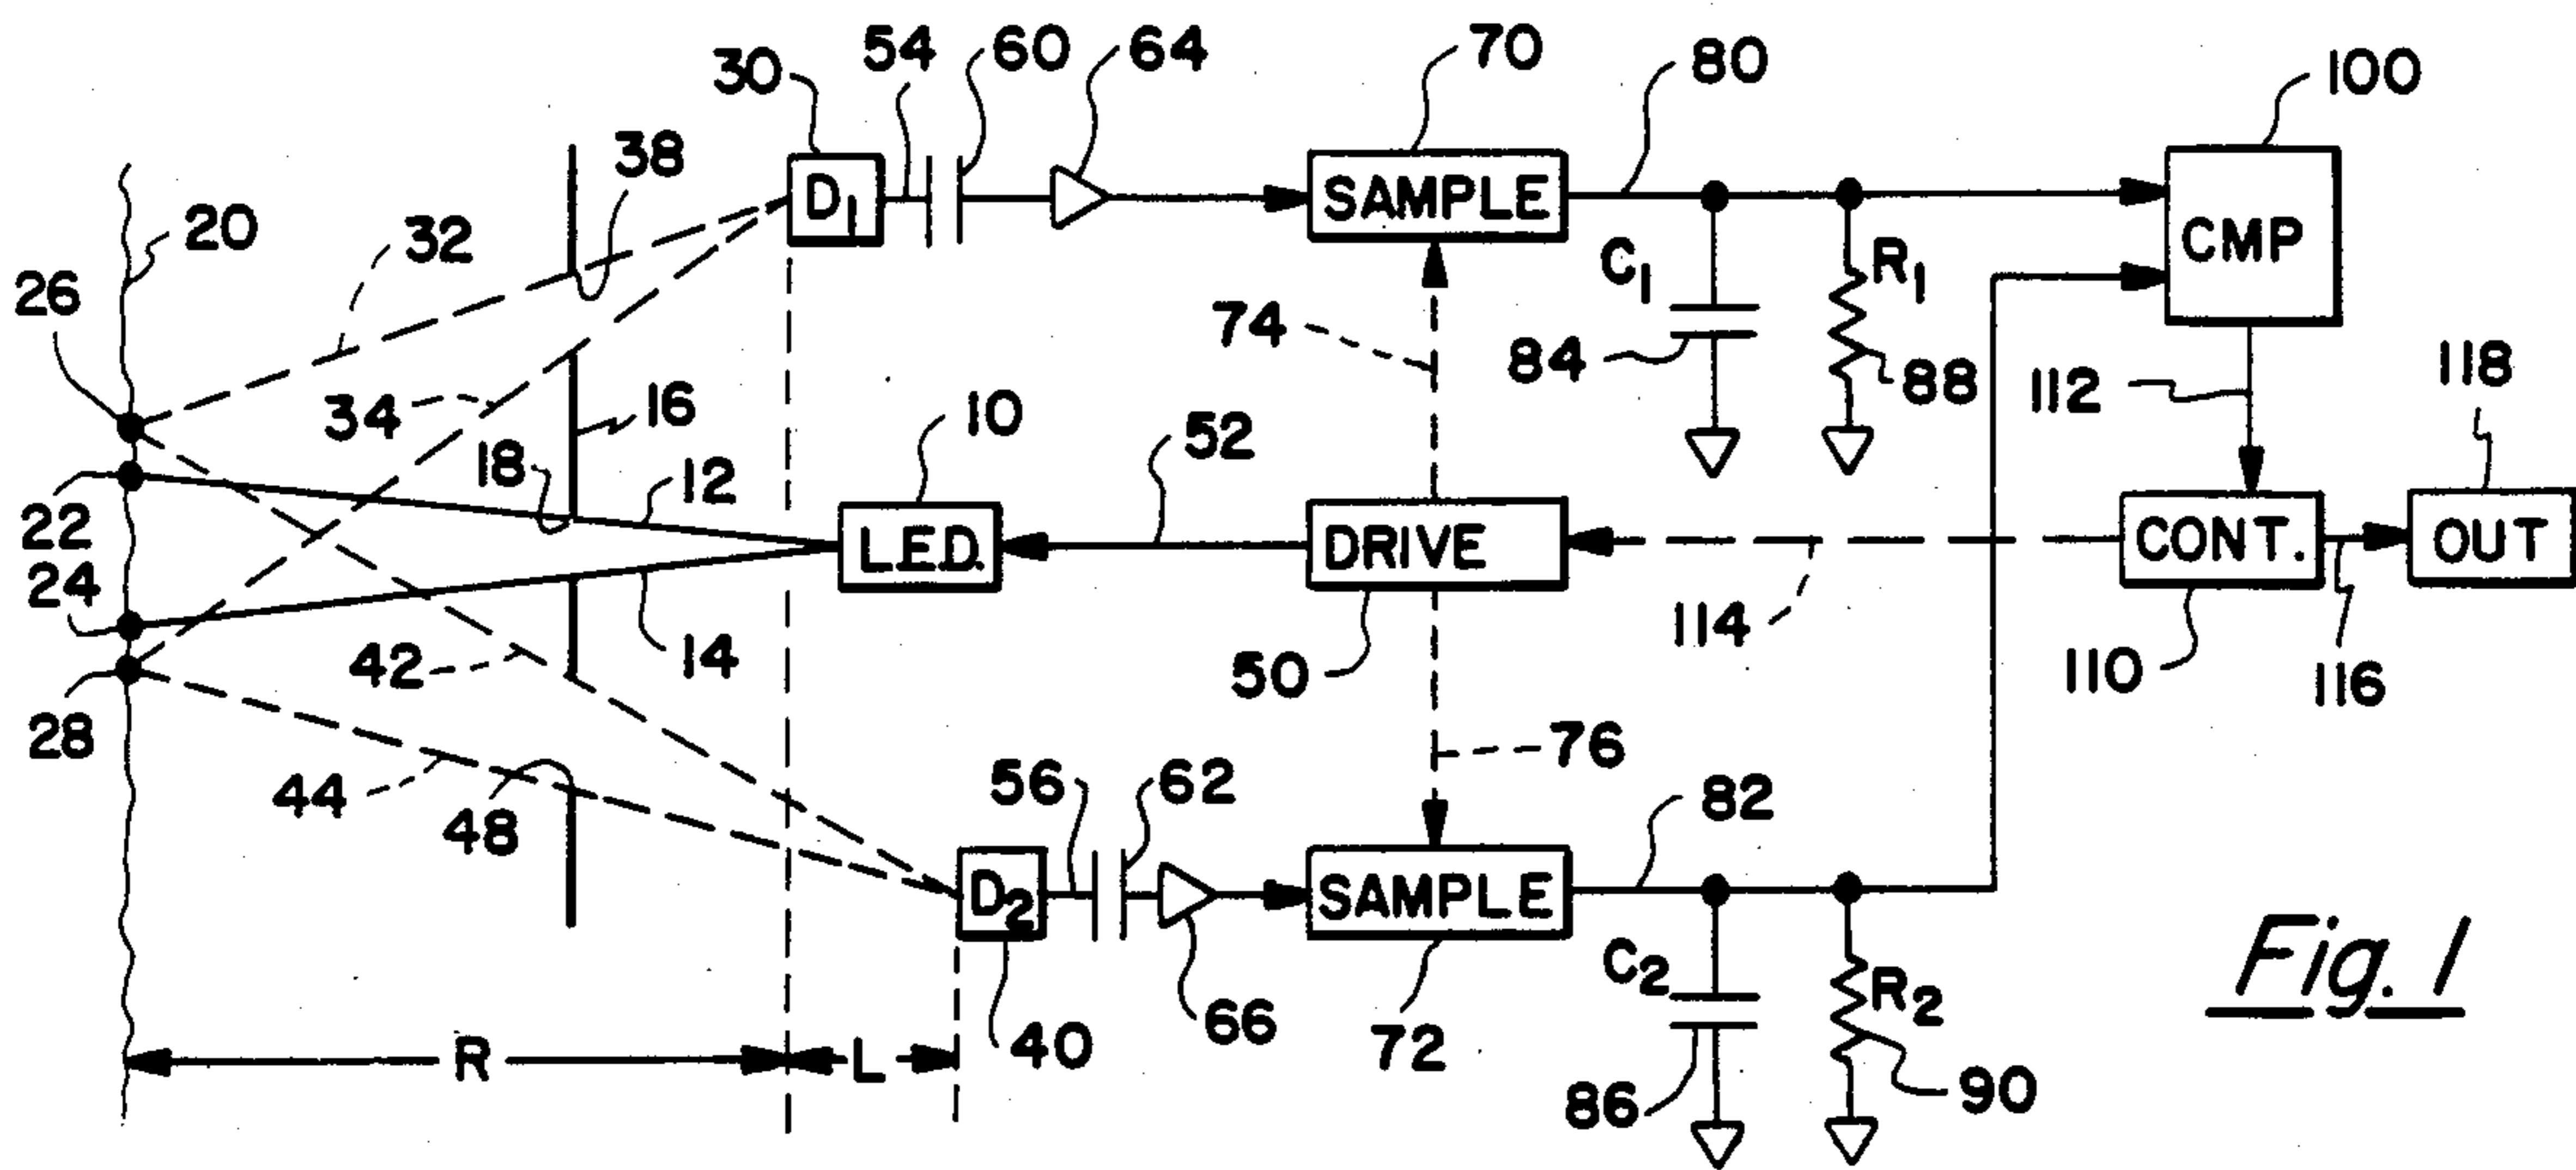 30 54 60 64 70 80 100
38
D1
SAMPLE
CMP
20 32
26
C1 R1
74
84 88
112 118
34 16
10 52
18 12
22
L.E.D. DRIVE CONT. OUT
24
42 14
50 114
110 116
28
44 48
56 62
76 82
D2
SAMPLE
C2 R2
R L
40 66 72
86 90
Fig. 1